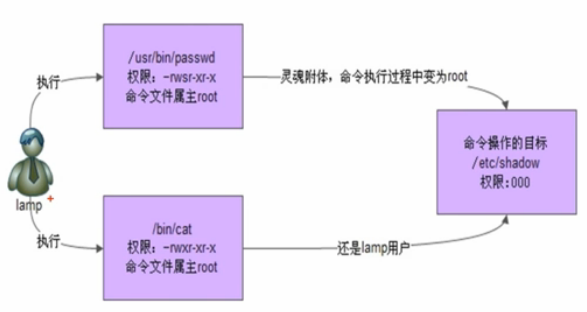 /usr/bin/passwd
权限: -rwsr-xr-x
命令文件属主root
执行
灵魂附体, 命令执行过程中变为root
命令操作的目标
/etc/shadow
权限:000
lamp
/bin/cat
权限: -rwxr-xr-x
命令文件属主root
执行
还是lamp用户